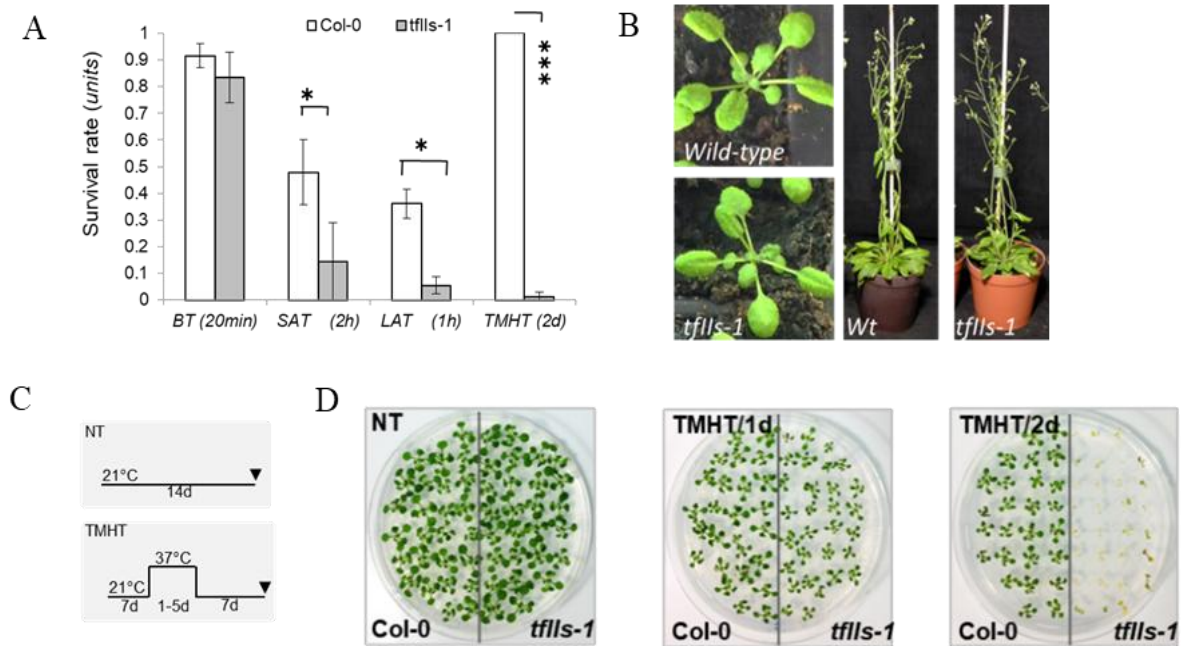 A
□ Col-0 ■ tfIIs-1
Survival rate (units)
1
0.9
0.8
0.7
0.6
0.5
0.4
0.3
0.2
0.1
0
*
*
***
BT (20min) SAT (2h) LAT (1h) TMHT (2d)
B
Wild-type
tfIIs-1
Wt
tfIIs-1
C
NT
21°C
14d
TMHT
37°C
21°C
7d 1-5d 7d
D
NT
Col-0 tfIIs-1
TMHT/1d
Col-0 tfIIs-1
TMHT/2d
Col-0 tfIIs-1